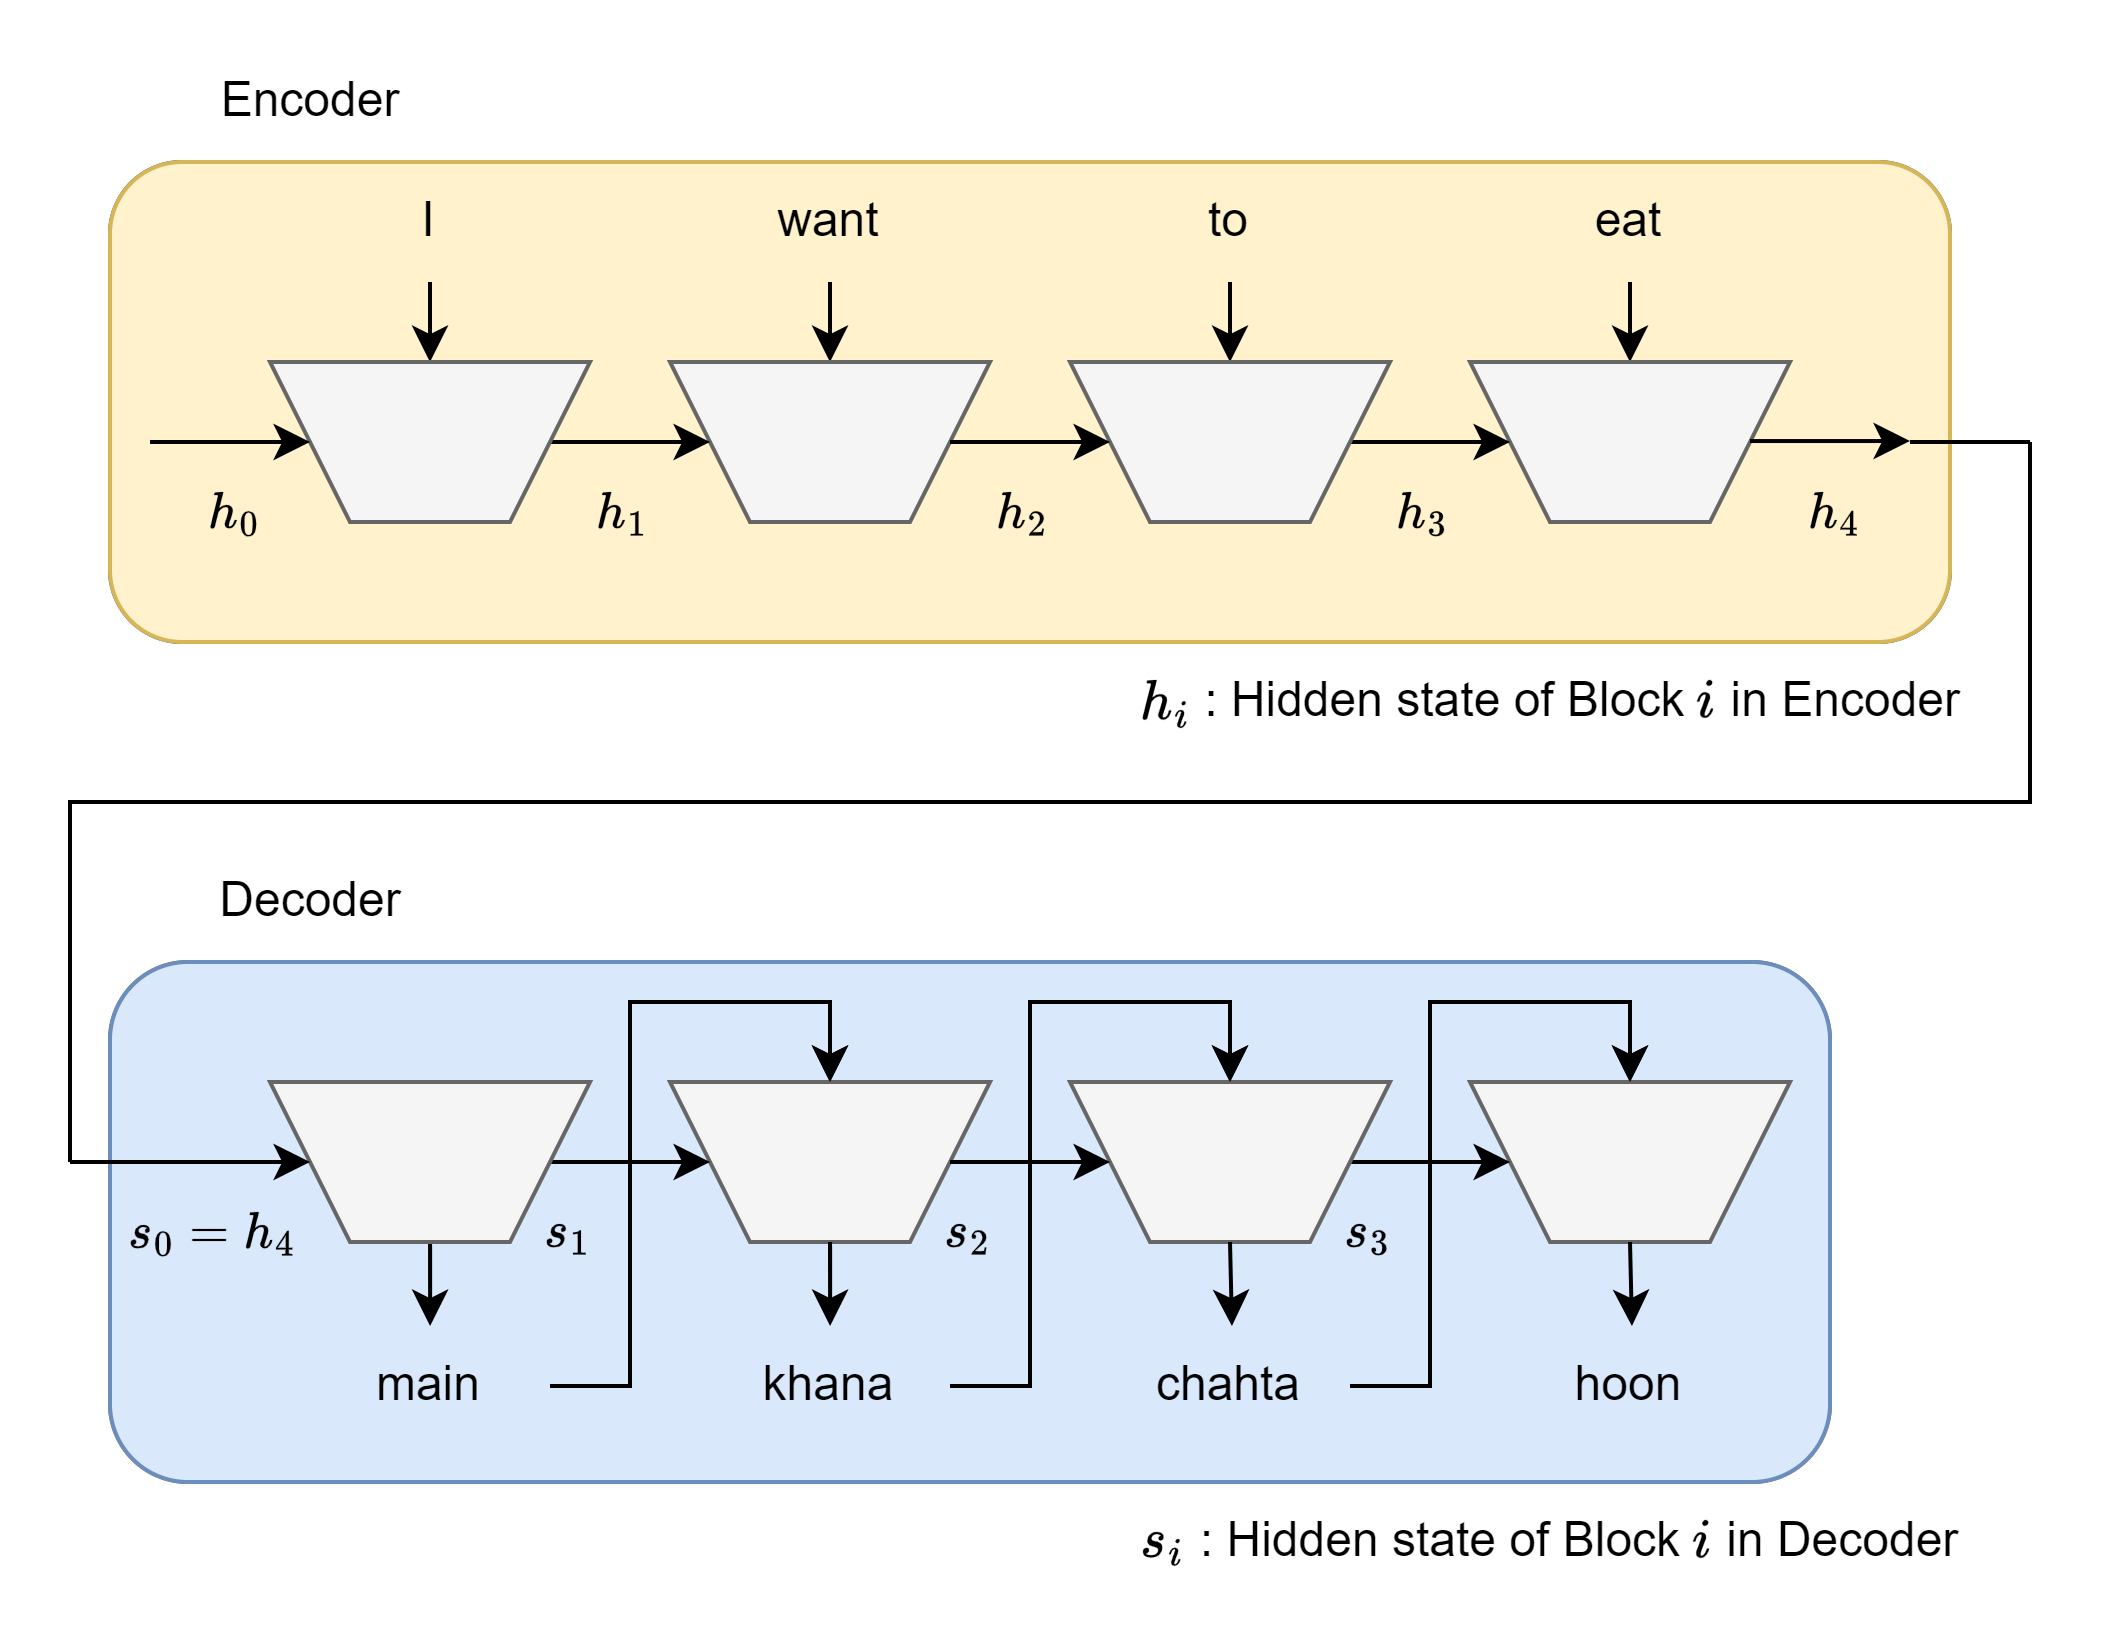 Encoder
I want to eat
h₀ h₁ h₂ h₃ h₄
hᵢ : Hidden state of Block i in Encoder
Decoder
s₀ = h₄ s₁ s₂ s₃
main khana chahta hoon
sᵢ : Hidden state of Block i in Decoder